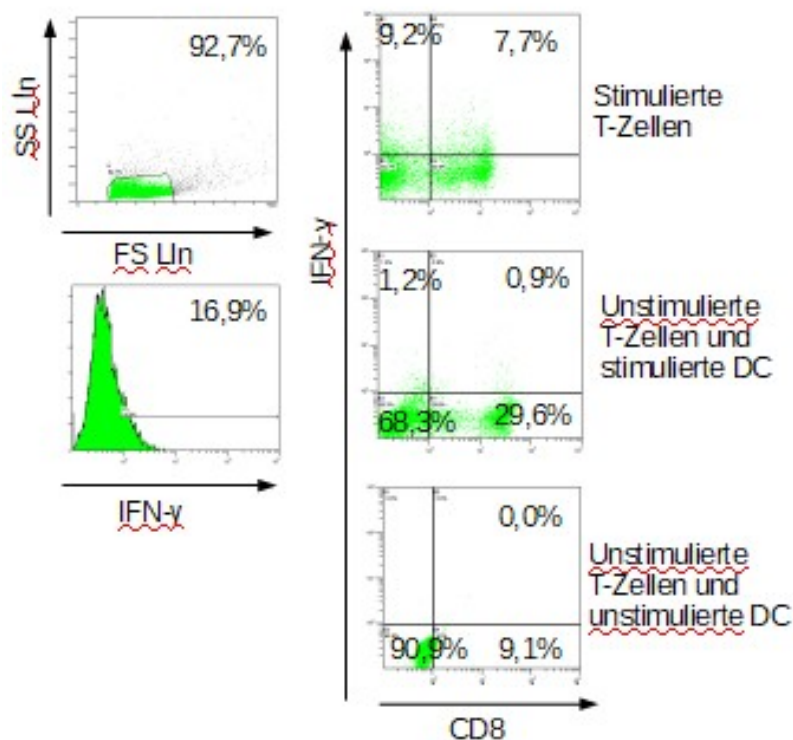 92,7%
SS LIn
FS LIn
16,9%
IFN-γ
IFN-γ
9,2%
7,7%
Stimulierte
T-Zellen
1,2%
0,9%
68,3%
29,6%
Unstimulierte
T-Zellen und
stimulierte DC
0,0%
90,9%
9,1%
Unstimulierte
T-Zellen und
unstimulierte DC
CD8